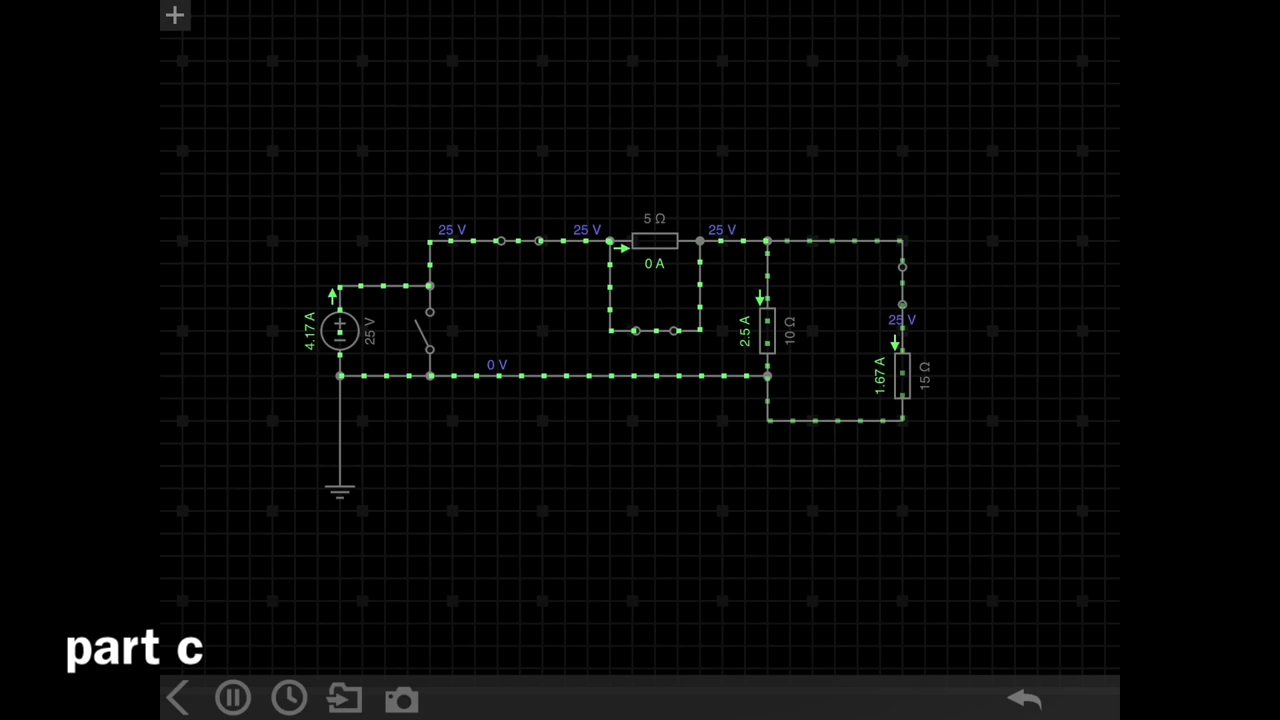 5 Ω
25 V
25 V
25 V
0 A
4.17 A
25 V
2.5 A
10 Ω
25 V
1.67 A
15 Ω
0 V
part c